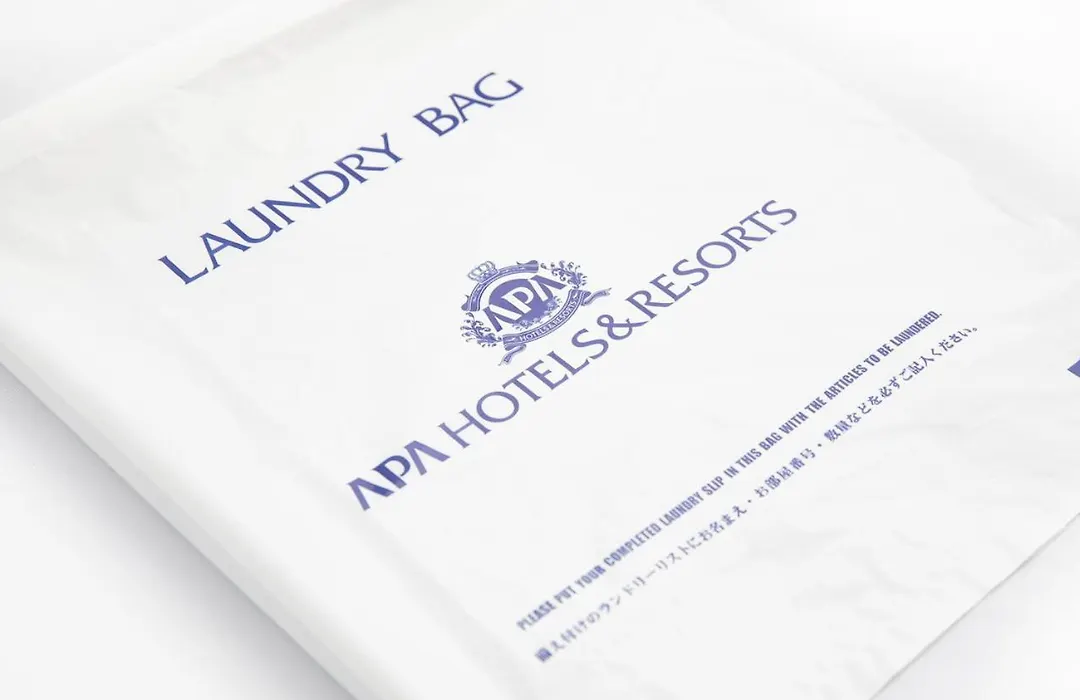 LAUNDRY BAG
APA
HOTELS & RESORTS
APA HOTELS&RESORTS
PLEASE PUT YOUR COMPLETED LAUNDRY SLIP IN THIS BAG WITH THE ARTICLES TO BE LAUNDERED.
備え付けのランドリーリストにお名まえ・お部屋番号・数量などを必ずご記入ください。